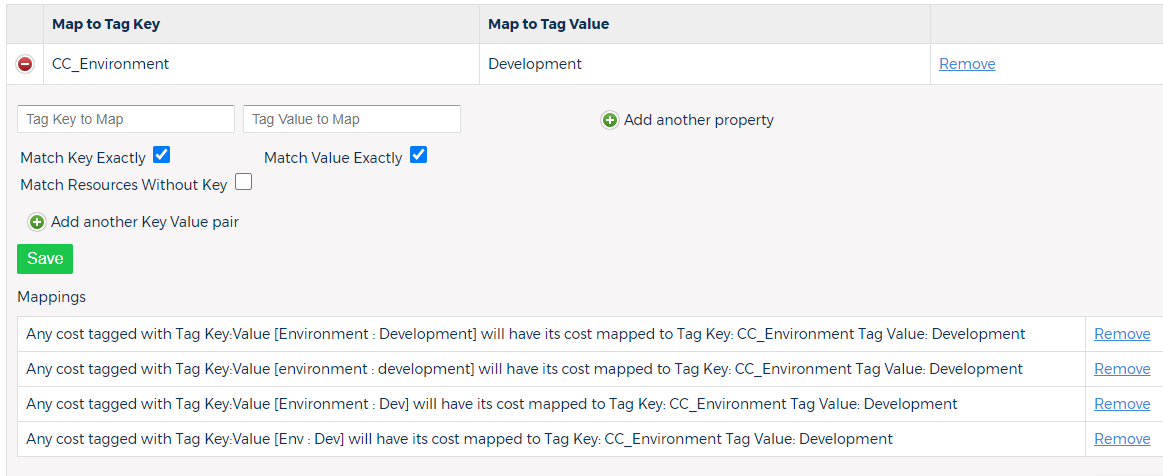 Map to Tag Key Map to Tag Value
CC_Environment Development Remove
Tag Key to Map Tag Value to Map Add another property
Match Key Exactly Match Value Exactly
Match Resources Without Key
Add another Key Value pair
Save
Mappings
Any cost tagged with Tag Key:Value [Environment : Development] will have its cost mapped to Tag Key: CC_Environment Tag Value: Development Remove
Any cost tagged with Tag Key:Value [environment : development] will have its cost mapped to Tag Key: CC_Environment Tag Value: Development Remove
Any cost tagged with Tag Key:Value [Environment : Dev] will have its cost mapped to Tag Key: CC_Environment Tag Value: Development Remove
Any cost tagged with Tag Key:Value [Env : Dev] will have its cost mapped to Tag Key: CC_Environment Tag Value: Development Remove